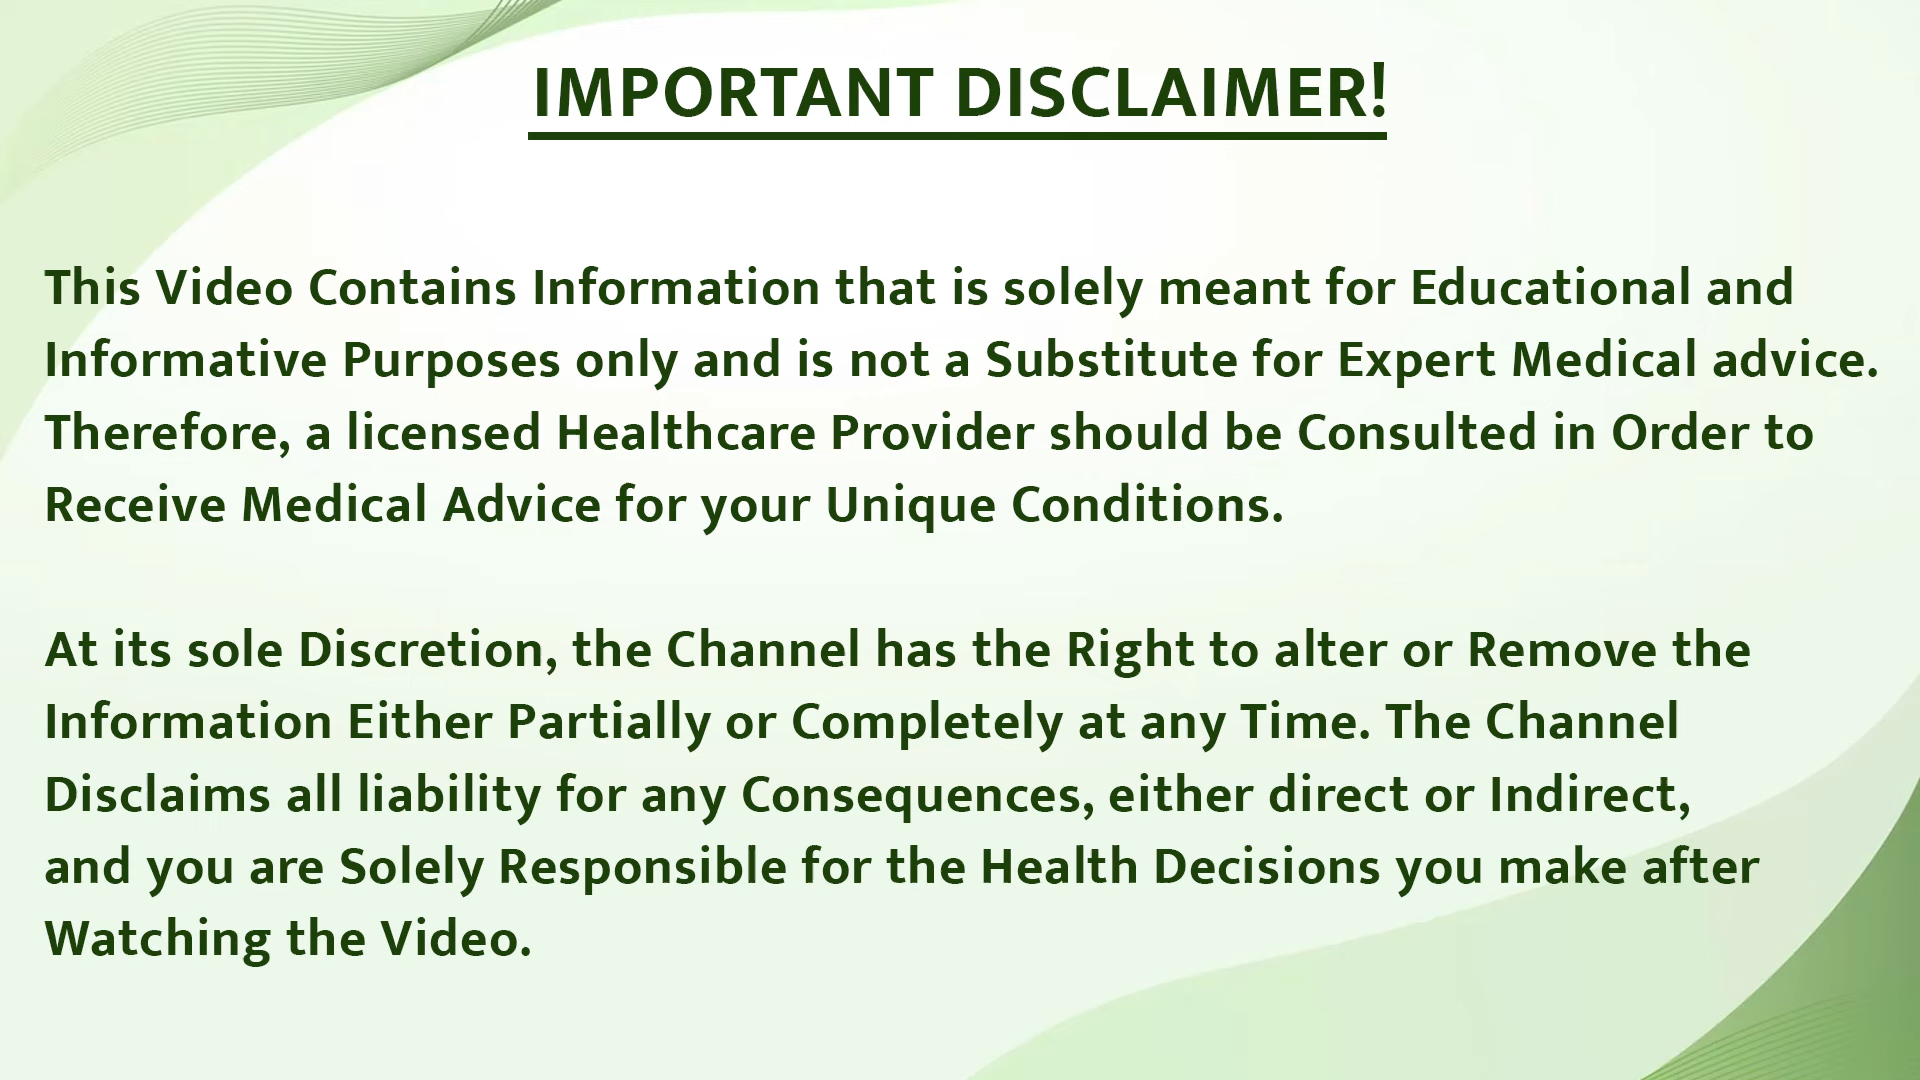 IMPORTANT DISCLAIMER!
This Video Contains Information that is solely meant for Educational and
Informative Purposes only and is not a Substitute for Expert Medical advice.
Therefore, a licensed Healthcare Provider should be Consulted in Order to
Receive Medical Advice for your Unique Conditions.
At its sole Discretion, the Channel has the Right to alter or Remove the
Information Either Partially or Completely at any Time. The Channel
Disclaims all liability for any Consequences, either direct or Indirect,
and you are Solely Responsible for the Health Decisions you make after
Watching the Video.